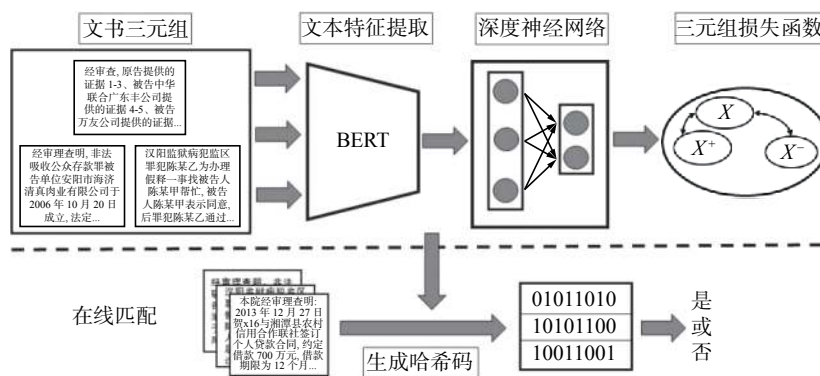 文书三元组
文本特征提取
深度神经网络
三元组损失函数
经审查, 原告提供的
证据 1-3、被告中华
联合广东丰公司提
供的证据 4-5、被告
万友公司提供的证据...
经审理查明, 非法
吸收公众存款罪被
告单位安阳市海济
清真肉业有限公司于
2006 年 10 月 20 日
成立, 法定...
汉阳监狱病犯监区
罪犯陈某乙为办理
假释一事找被告人
陈某甲帮忙, 被告
人陈某甲表示同意,
后罪犯陈某乙通过...
BERT
X
X⁺
X⁻
在线匹配
本院经审理查明:
2013 年 12 月 27 日
贺x16与湘潭县农村
信用合作联社签订
个人贷款合同, 约定
借款 700 万元, 借款
期限为 12 个月...
生成哈希码
01011010
10101100
10011001
是
或
否